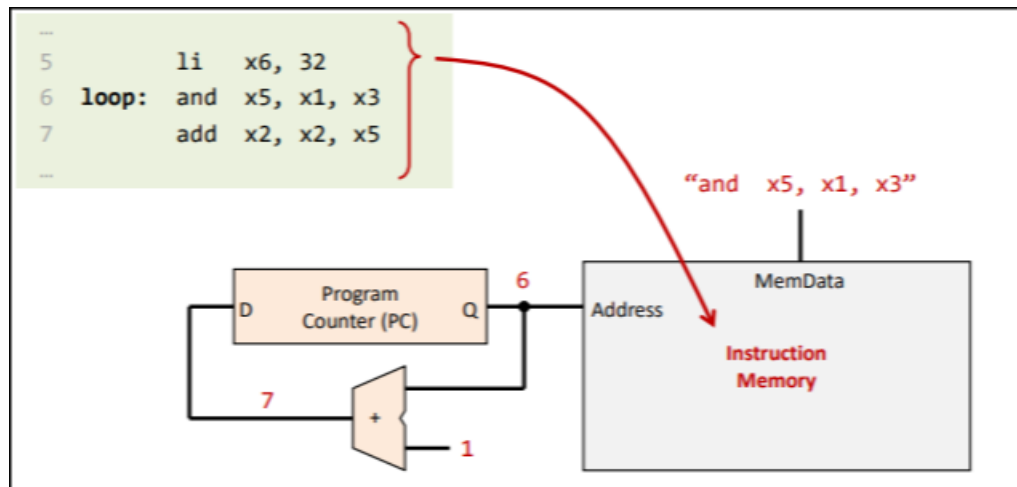 ...
5 li x6, 32
6 loop: and x5, x1, x3
7 add x2, x2, x5
...
“and x5, x1, x3”
MemData
6
D
Program
Counter (PC)
Q
Address
Instruction
Memory
7
+
1